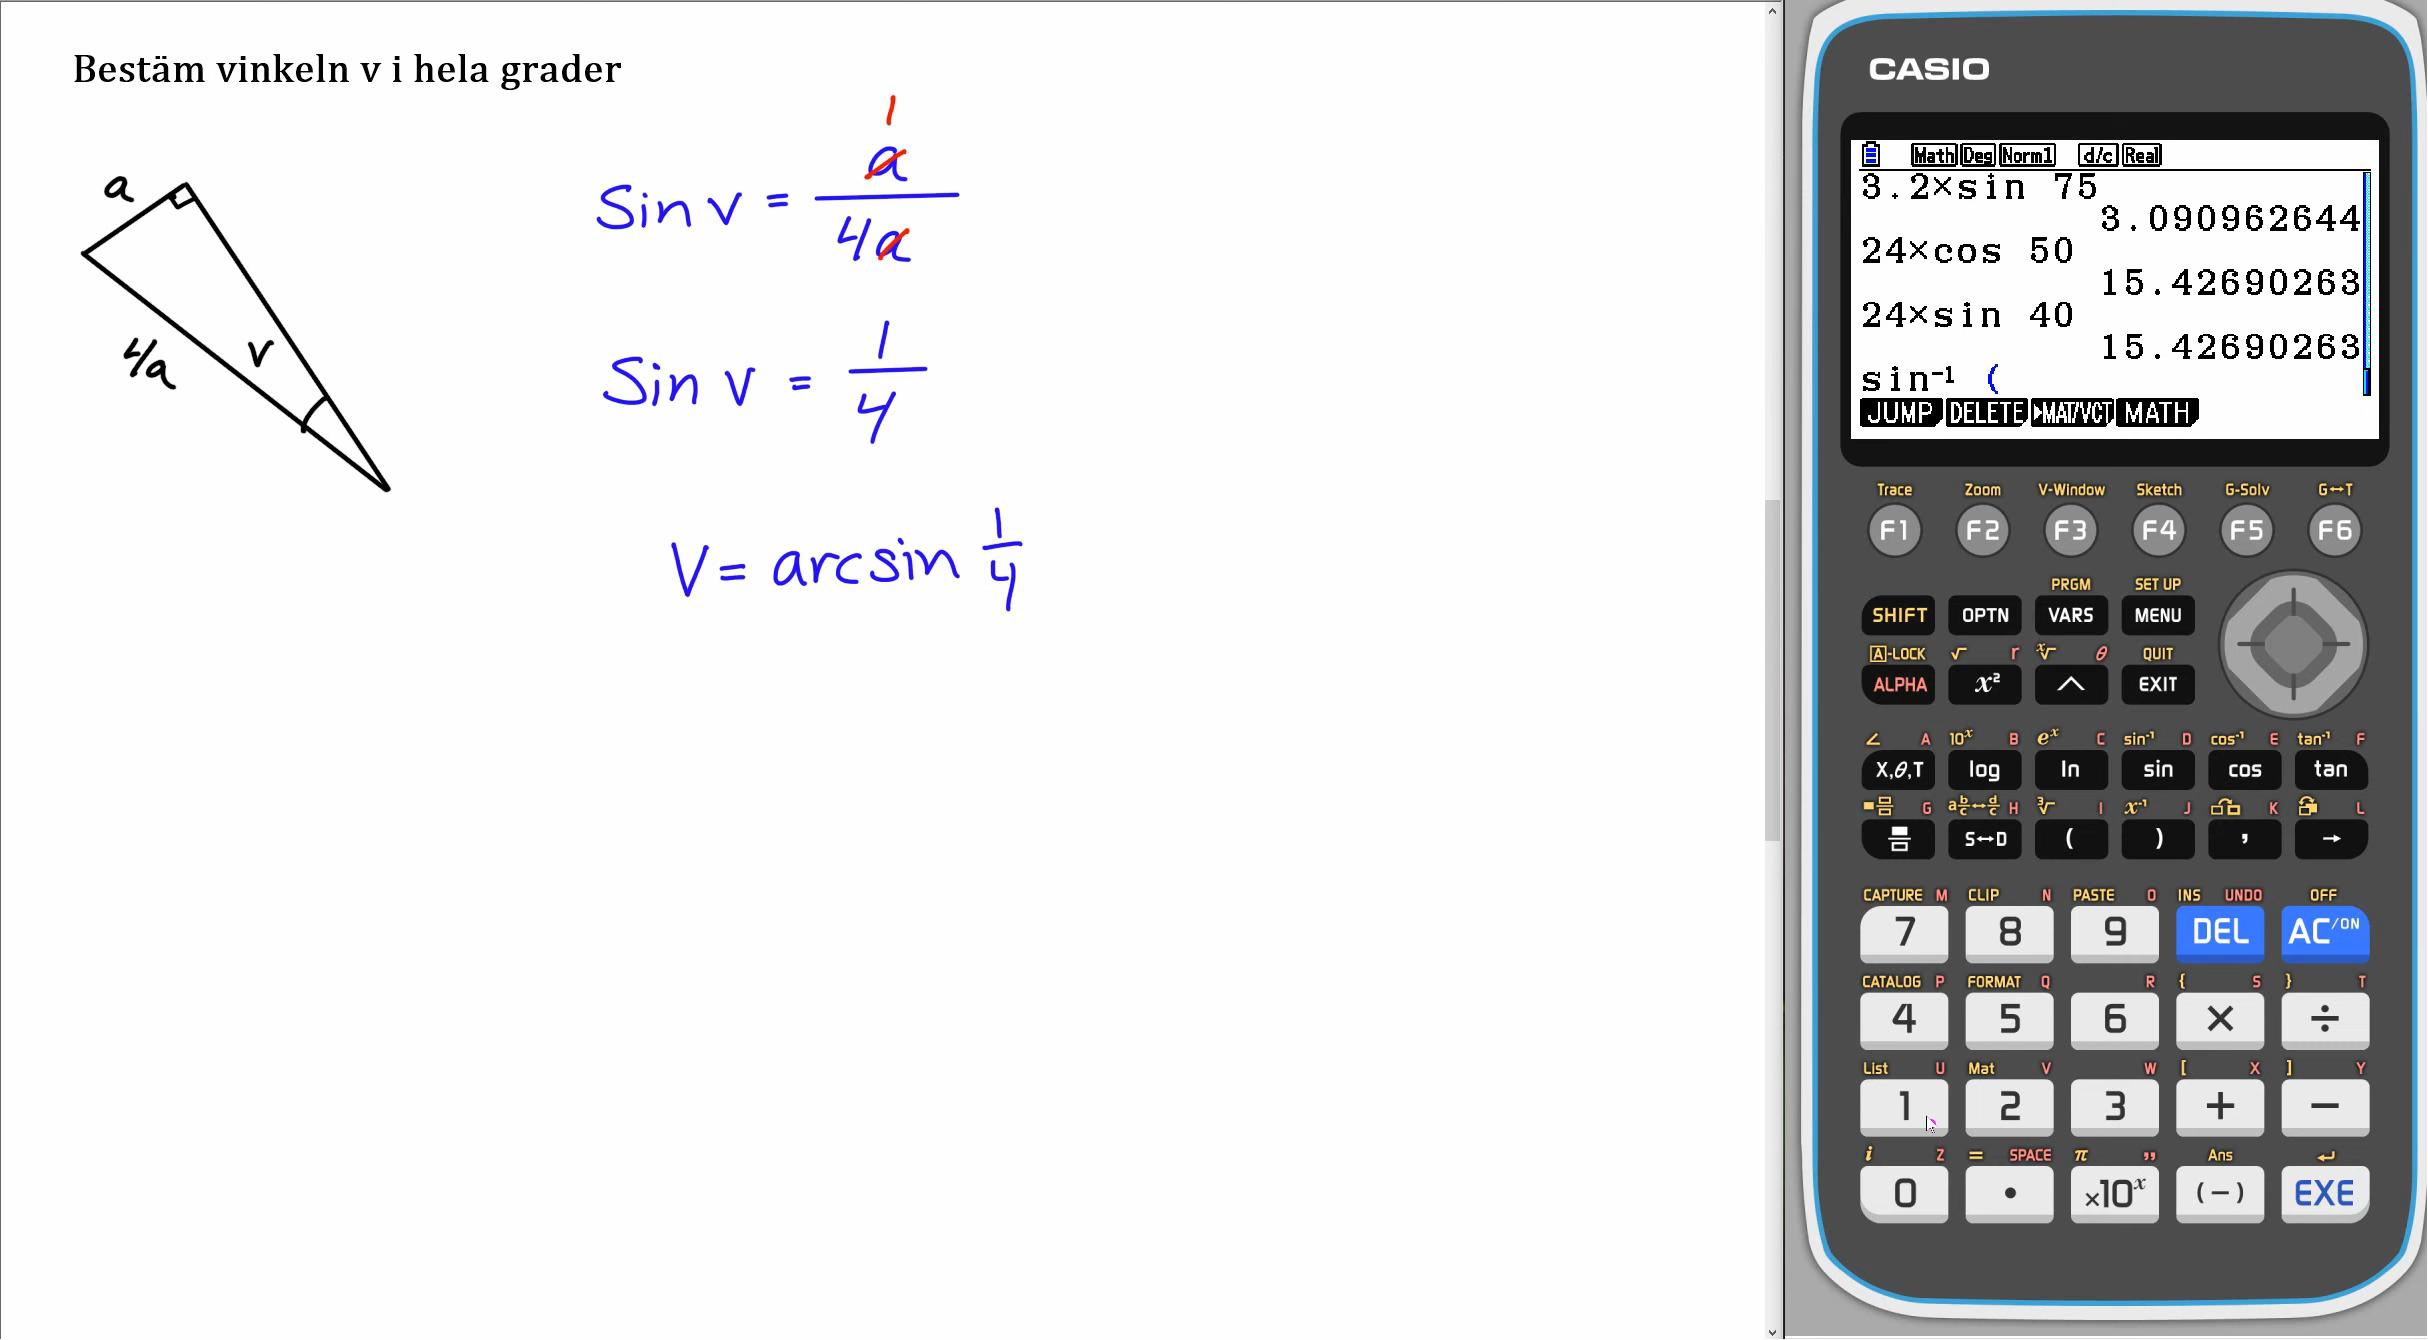 Bestäm vinkeln v i hela grader
a
4a
v
1
Sin v = a / 4a
Sin v = 1 / 4
V = arcsin 1 / 4
CASIO
Math Deg Norm1 d/c Real
3.2×sin 75
3.090962644
24×cos 50
15.42690263
24×sin 40
15.42690263
sin⁻¹ (
JUMP DELETE ▶MAT/VCT MATH
Trace Zoom V-Window Sketch G-Solv G↔T
F1 F2 F3 F4 F5 F6
PRGM SET UP
SHIFT OPTN VARS MENU
A-LOCK √ r ˣ√ θ QUIT
ALPHA x² ^ EXIT
∠ A 10ˣ B eˣ C sin⁻¹ D cos⁻¹ E tan⁻¹ F
X,θ,T log ln sin cos tan
G a b/c↔d/c H ³√ I x⁻¹ J K L
S↔D ( ) , →
CAPTURE M CLIP N PASTE O INS UNDO OFF
7 8 9 DEL AC/ON
CATALOG P FORMAT Q R { S } T
4 5 6 × ÷
List U Mat V W [ X ] Y
1 2 3 + −
i Z = SPACE π " Ans ↵
0 • ×10ˣ (−) EXE